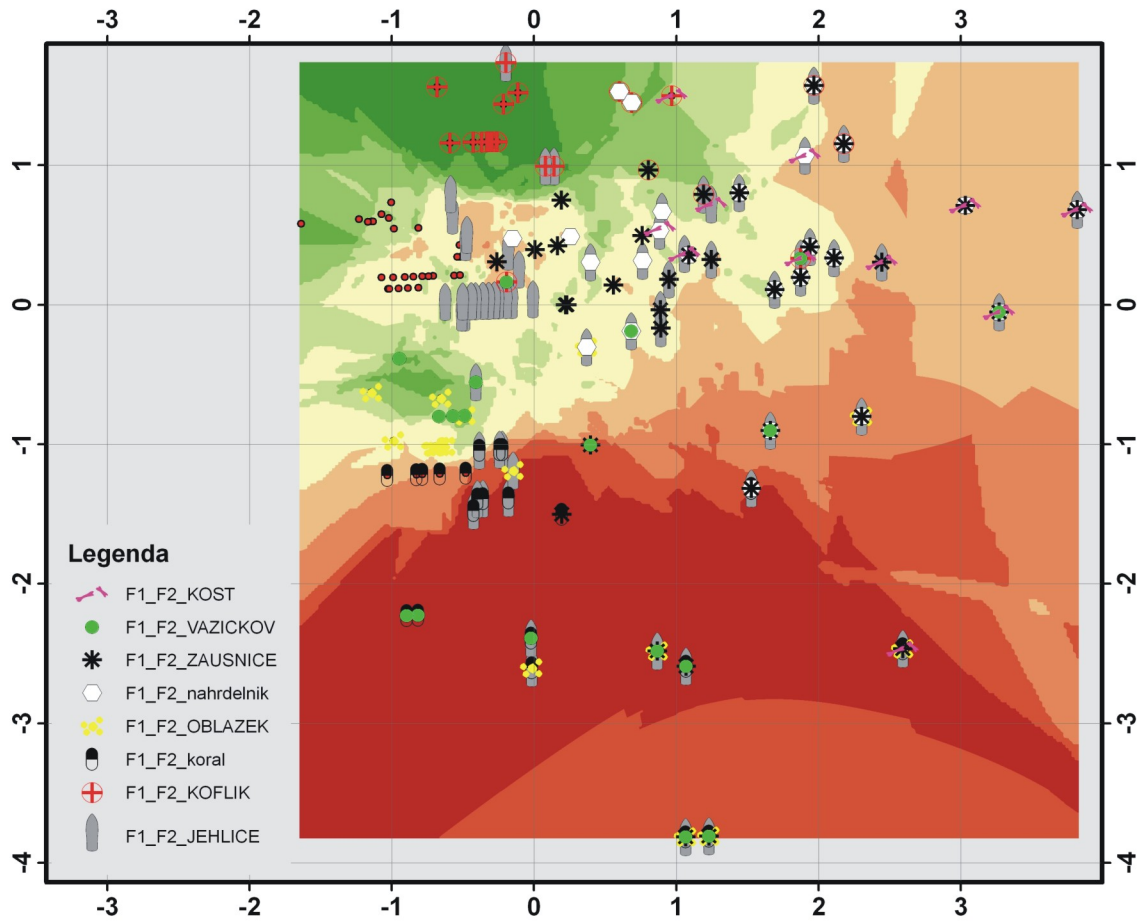 -3 -2 -1 0 1 2 3
1 1
0 0
-1 -1
-2 -2
-3 -3
-4 -4
Legenda
F1_F2_KOST
F1_F2_VAZICKOV
F1_F2_ZAUSNICE
F1_F2_nahrdelnik
F1_F2_OBLAZEK
F1_F2_koral
F1_F2_KOFLIK
F1_F2_JEHLICE
-3 -2 -1 0 1 2 3